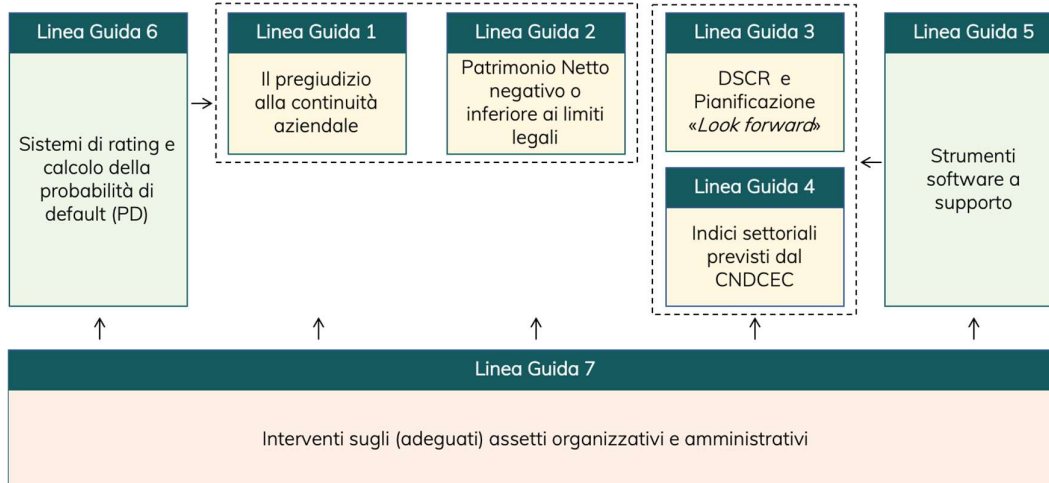 Linea Guida 6
Sistemi di rating e
calcolo della
probabilità di
default (PD)
Linea Guida 1
Il pregiudizio
alla continuità
aziendale
Linea Guida 2
Patrimonio Netto
negativo o
inferiore ai limiti
legali
Linea Guida 3
DSCR e
Pianificazione
«Look forward»
Linea Guida 4
Indici settoriali
previsti dal
CNDCEC
Linea Guida 5
Strumenti
software a
supporto
Linea Guida 7
Interventi sugli (adeguati) assetti organizzativi e amministrativi